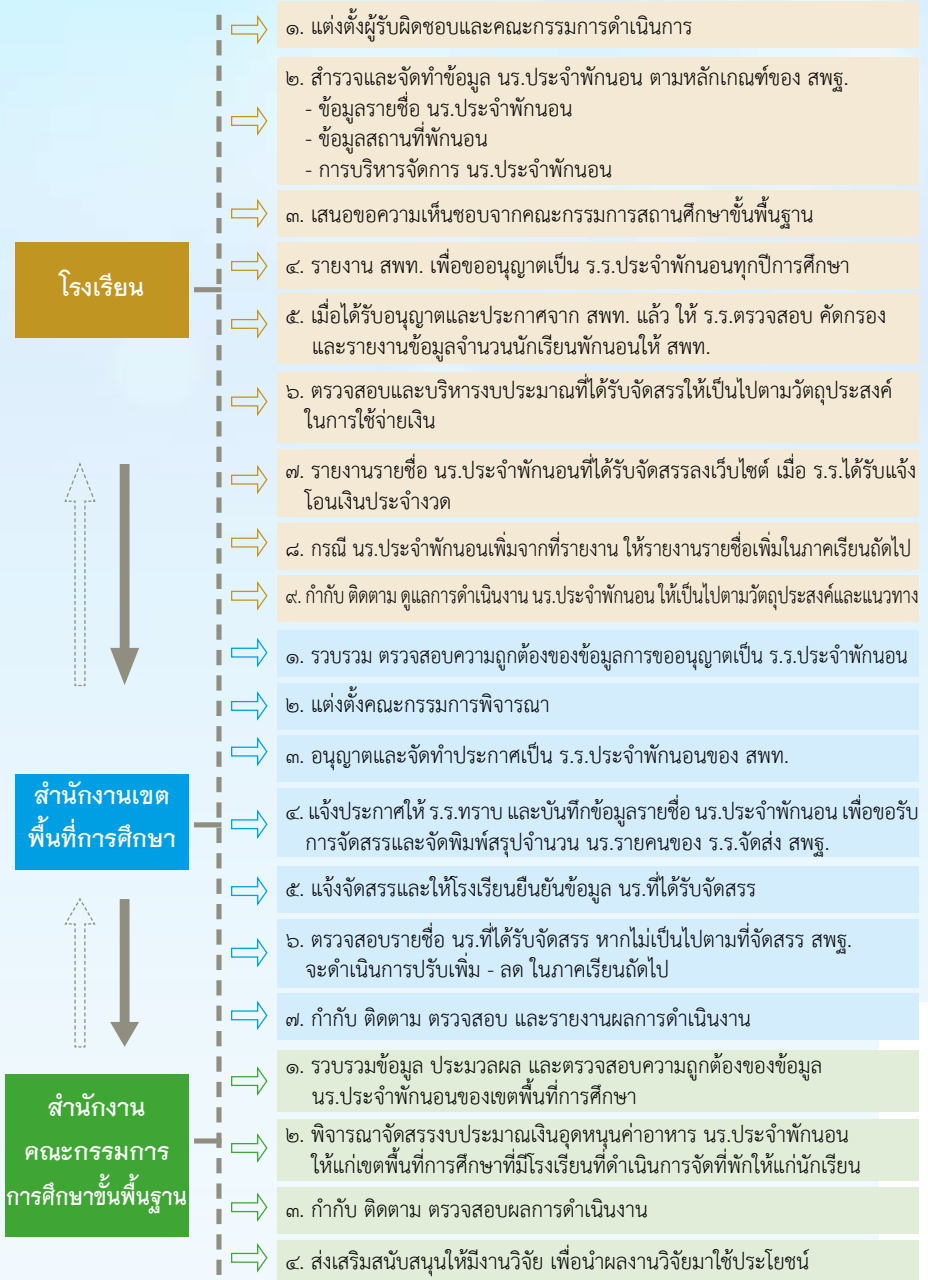 ๑. แต่งตั้งผู้รับผิดชอบและคณะกรรมการดำเนินการ
๒. สำรวจและจัดทำข้อมูล นร.ประจำพักนอน ตามหลักเกณฑ์ของ สพฐ.
- ข้อมูลรายชื่อ นร.ประจำพักนอน
- ข้อมูลสถานที่พักนอน
- การบริหารจัดการ นร.ประจำพักนอน
๓. เสนอขอความเห็นชอบจากคณะกรรมการสถานศึกษาขั้นพื้นฐาน
โรงเรียน
๔. รายงาน สพท. เพื่อขออนุญาตเป็น ร.ร.ประจำพักนอนทุกปีการศึกษา
๕. เมื่อได้รับอนุญาตและประกาศจาก สพท. แล้ว ให้ ร.ร.ตรวจสอบ คัดกรอง
และรายงานข้อมูลจำนวนนักเรียนพักนอนให้ สพท.
๖. ตรวจสอบและบริหารงบประมาณที่ได้รับจัดสรรให้เป็นไปตามวัตถุประสงค์
ในการใช้จ่ายเงิน
๗. รายงานรายชื่อ นร.ประจำพักนอนที่ได้รับจัดสรรลงเว็บไซต์ เมื่อ ร.ร.ได้รับแจ้ง
โอนเงินประจำงวด
๘. กรณี นร.ประจำพักนอนเพิ่มจากที่รายงาน ให้รายงานรายชื่อเพิ่มในภาคเรียนถัดไป
๙. กำกับ ติดตาม ดูแลการดำเนินงาน นร.ประจำพักนอน ให้เป็นไปตามวัตถุประสงค์และแนวทาง
๑. รวบรวม ตรวจสอบความถูกต้องของข้อมูลการขออนุญาตเป็น ร.ร.ประจำพักนอน
๒. แต่งตั้งคณะกรรมการพิจารณา
๓. อนุญาตและจัดทำประกาศเป็น ร.ร.ประจำพักนอนของ สพท.
สำนักงานเขต
พื้นที่การศึกษา
๔. แจ้งประกาศให้ ร.ร.ทราบ และบันทึกข้อมูลรายชื่อ นร.ประจำพักนอน เพื่อขอรับ
การจัดสรรและจัดพิมพ์สรุปจำนวน นร.รายคนของ ร.ร.จัดส่ง สพฐ.
๕. แจ้งจัดสรรและให้โรงเรียนยืนยันข้อมูล นร.ที่ได้รับจัดสรร
๖. ตรวจสอบรายชื่อ นร.ที่ได้รับจัดสรร หากไม่เป็นไปตามที่จัดสรร สพฐ.
จะดำเนินการปรับเพิ่ม - ลด ในภาคเรียนถัดไป
๗. กำกับ ติดตาม ตรวจสอบ และรายงานผลการดำเนินงาน
๑. รวบรวมข้อมูล ประมวลผล และตรวจสอบความถูกต้องของข้อมูล
นร.ประจำพักนอนของเขตพื้นที่การศึกษา
สำนักงาน
คณะกรรมการ
การศึกษาขั้นพื้นฐาน
๒. พิจารณาจัดสรรงบประมาณเงินอุดหนุนค่าอาหาร นร.ประจำพักนอน
ให้แก่เขตพื้นที่การศึกษาที่มีโรงเรียนที่ดำเนินการจัดที่พักให้แก่นักเรียน
๓. กำกับ ติดตาม ตรวจสอบผลการดำเนินงาน
๔. ส่งเสริมสนับสนุนให้มีงานวิจัย เพื่อนำผลงานวิจัยมาใช้ประโยชน์